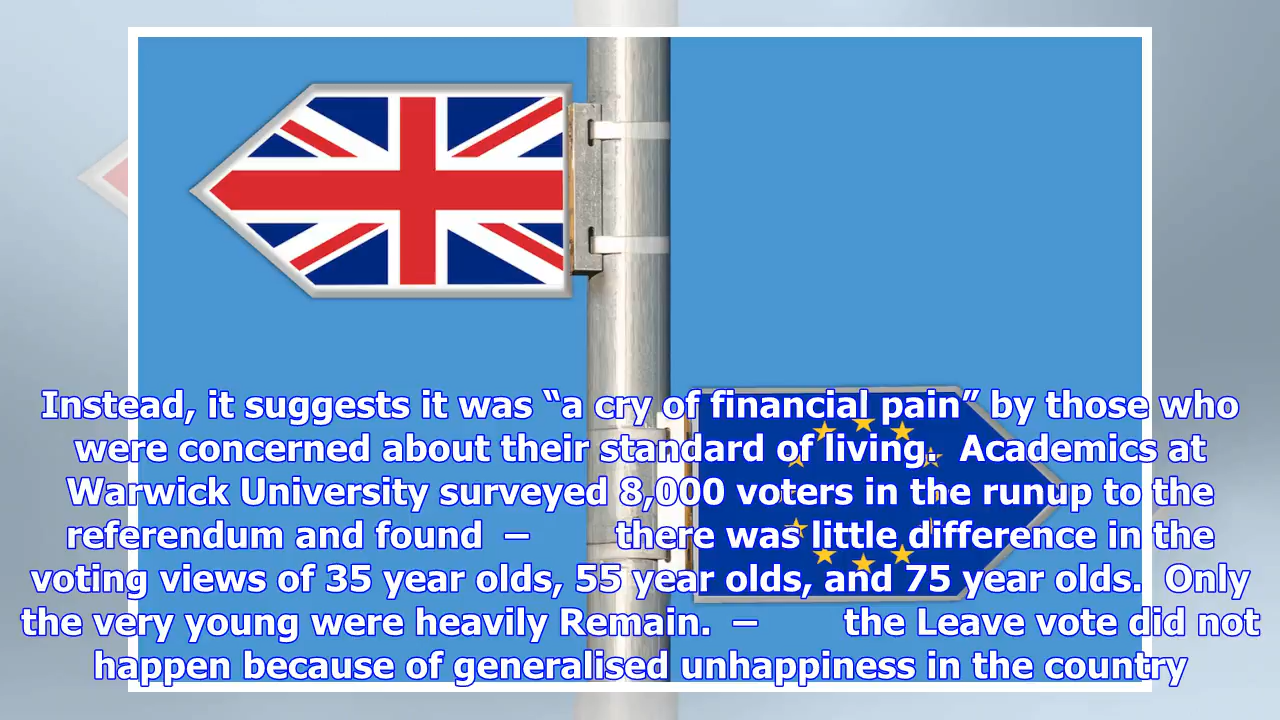 Instead, it suggests it was “a cry of financial pain” by those who
were concerned about their standard of living.  Academics at
Warwick University surveyed 8,000 voters in the runup to the
referendum and found  –  there was little difference in the
voting views of 35 year olds, 55 year olds, and 75 year olds.  Only
the very young were heavily Remain.  –  the Leave vote did not
happen because of generalised unhappiness in the country